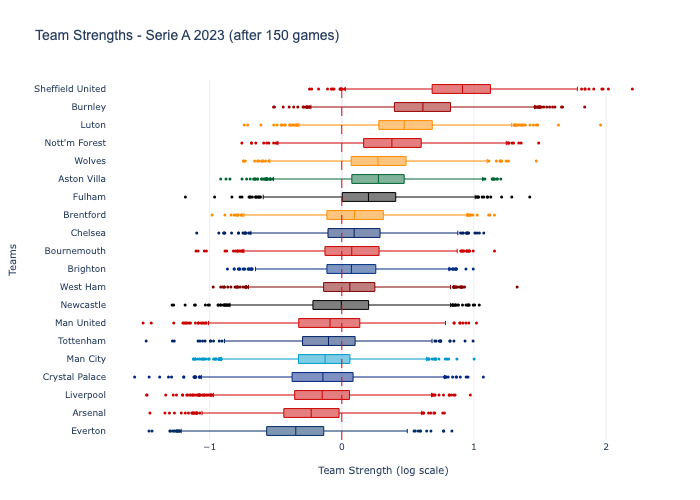 Team Strengths - Serie A 2023 (after 150 games)
Sheffield United
Burnley
Luton
Nott'm Forest
Wolves
Aston Villa
Fulham
Brentford
Chelsea
Bournemouth
Brighton
West Ham
Newcastle
Man United
Tottenham
Man City
Crystal Palace
Liverpool
Arsenal
Everton
Teams
−1 0 1 2
Team Strength (log scale)